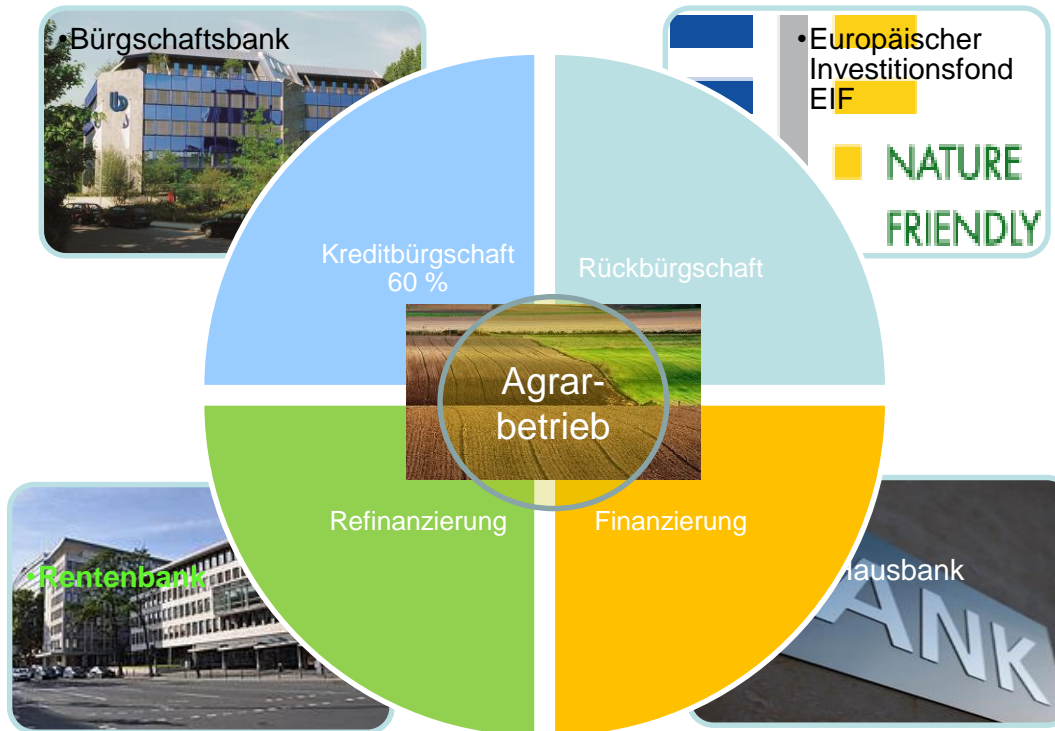 •Bürgschaftsbank
•Europäischer
Investitionsfond
EIF
NATURE
FRIENDLY
Kreditbürgschaft
60 %
Rückbürgschaft
Agrar-
betrieb
Refinanzierung
Finanzierung
•Rentenbank
Hausbank
ANK